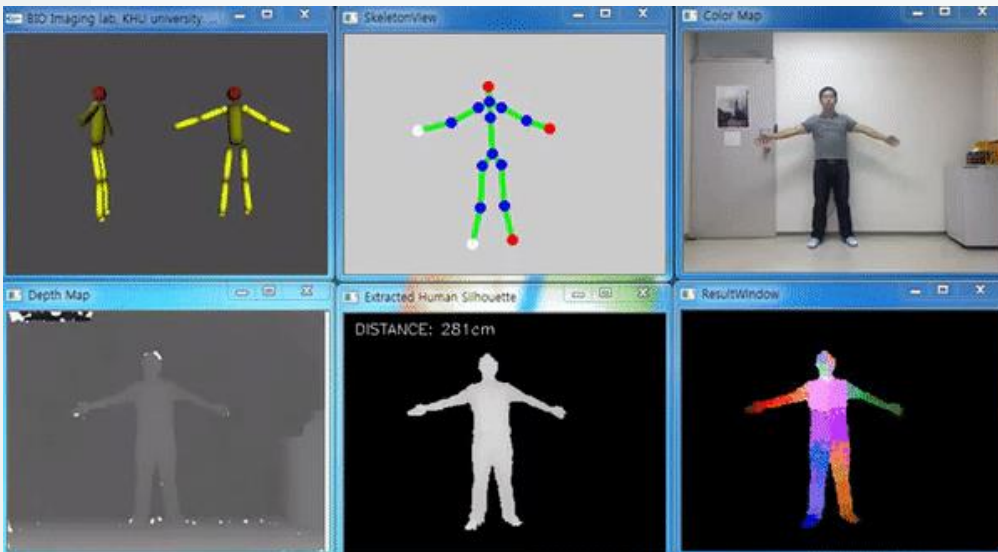 BIO Imaging lab, KHU university. ...
SkeletonView
Color Map
Depth Map
Extracted Human Silhouette
ResultWindow
DISTANCE: 281cm